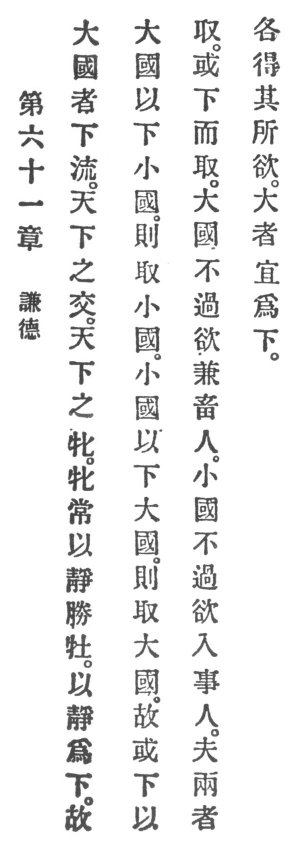 第六十一章 謙德
大國者下流。天下之交。天下之牝。牝常以靜勝牡。以靜爲下。故
大國以下小國。則取小國。小國以下大國。則取大國。故或下以
取。或下而取。大國不過欲兼畜人。小國不過欲入事人。夫兩者
各得其所欲。大者宜爲下。